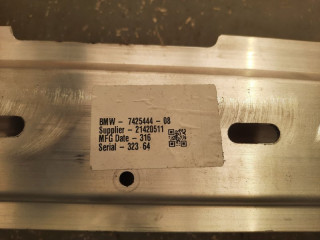 BMW - 7425444 - 08
Supplier - 21420511
MFG Date - 316
Serial - 323 64